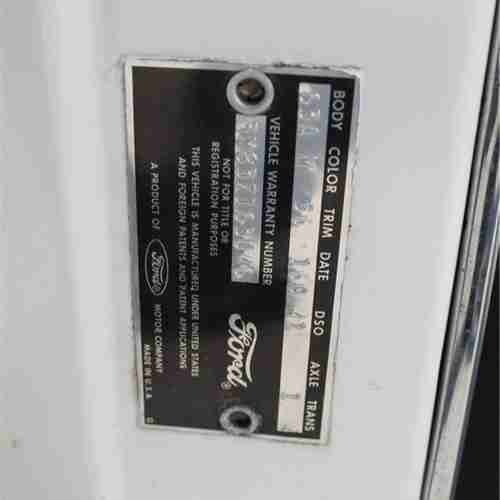 BODY COLOR TRIM DATE DSO AXLE TRANS
63A M
VEHICLE WARRANTY NUMBER
Ford
NOT FOR TITLE OR
REGISTRATION PURPOSES
THIS VEHICLE IS MANUFACTURED UNDER UNITED STATES
AND FOREIGN PATENTS AND PATENT APPLICATIONS
A PRODUCT OF Ford MOTOR COMPANY
MADE IN U.S.A.